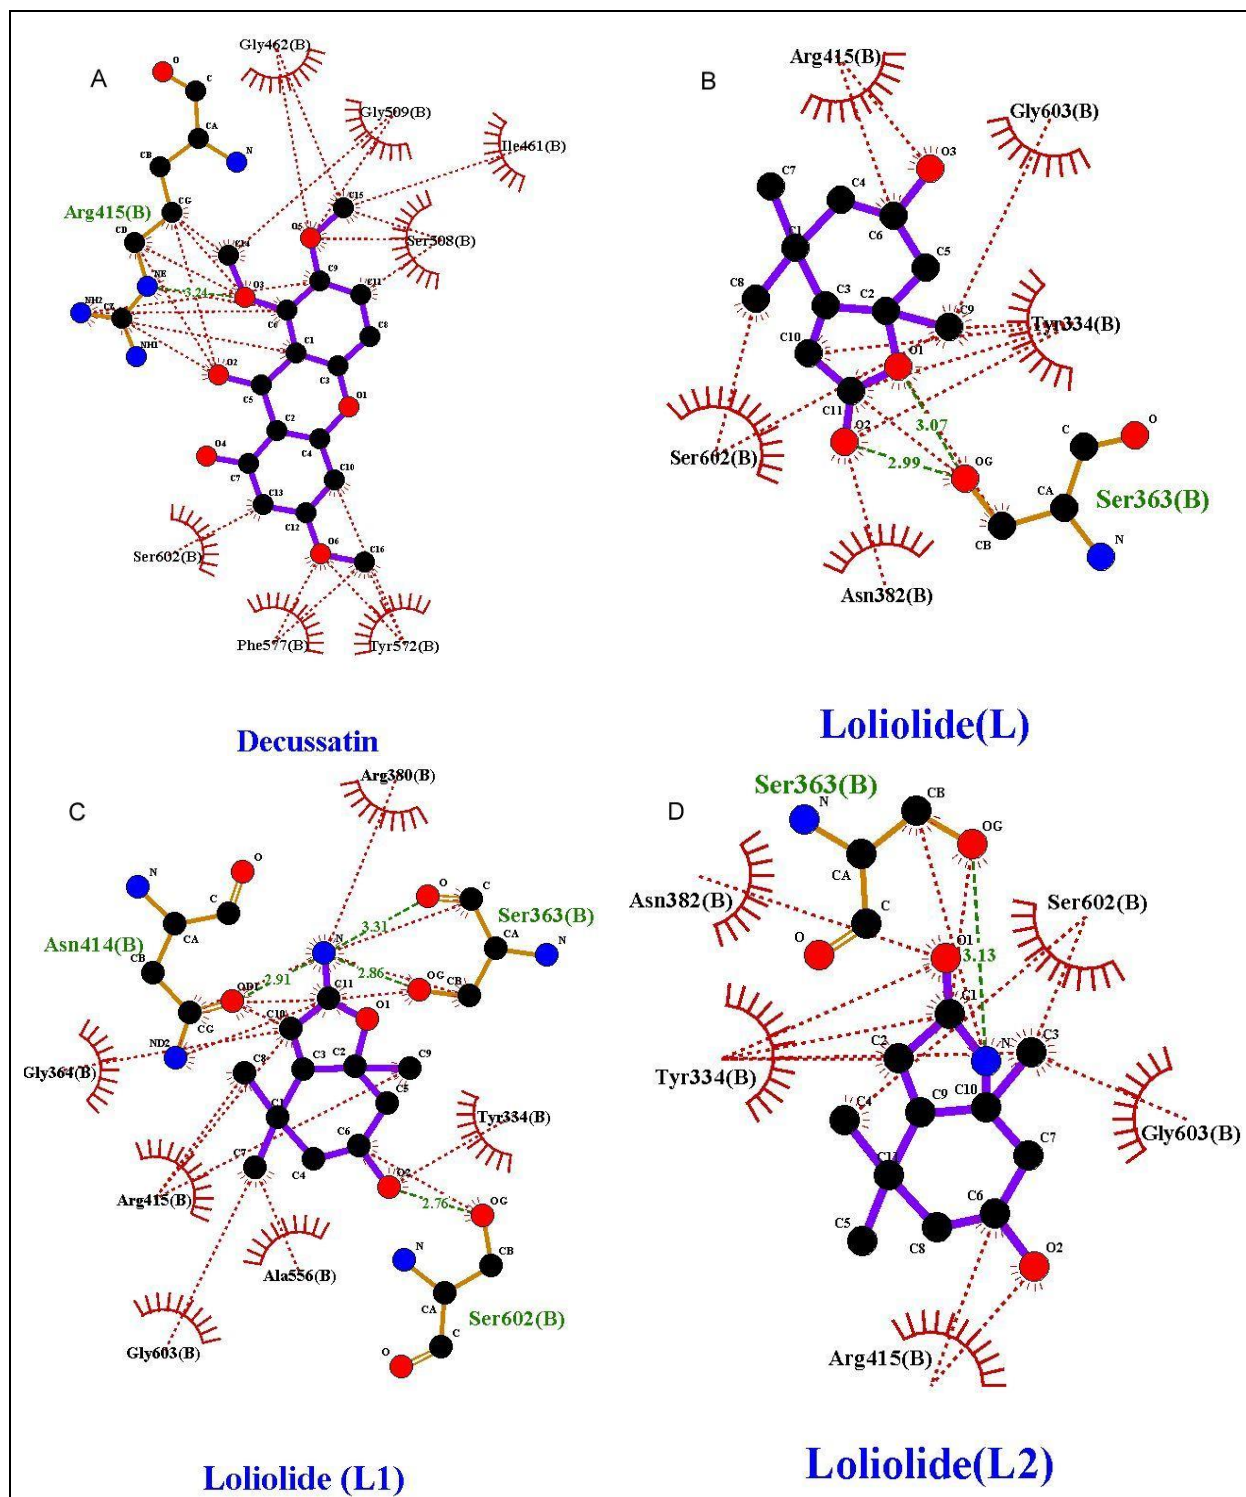 A
O
C
CA
N
CB
CG
Arg415(B)
CD
NE
NH2
CZ
NH1
3.24
Gly462(B)
Gly509(B)
Ile461(B)
Ser508(B)
C15
O5
C14
O3
C9
C11
C6
C8
C1
C3
O2
C5
O1
C2
C4
O4
C7
C10
C13
C12
O6
C16
Ser602(B)
Phe577(B)
Tyr572(B)
Decussatin
B
Arg415(B)
Gly603(B)
O3
C7
C4
C6
C1
C5
C8
C3
C2
C9
Tyr334(B)
C10
O1
C11
O2
3.07
2.99
OG
C
O
CA
Ser363(B)
CB
N
Ser602(B)
Asn382(B)
Loliolide(L)
C
Arg380(B)
O
N
C
CA
Asn414(B)
CB
OD1
CG
ND2
2.91
3.31
2.86
O
C
Ser363(B)
CA
N
OG
CB
N
C11
O1
C10
C3
C2
C9
C8
C5
C1
C6
C7
C4
O2
Gly364(B)
Tyr334(B)
Arg415(B)
2.76
OG
CB
N
CA
Ser602(B)
C
O
Ala556(B)
Gly603(B)
Loliolide (L1)
D
Ser363(B)
N
CB
OG
CA
C
O
Asn382(B)
Ser602(B)
O1
3.13
C1
C3
C2
N
Tyr334(B)
C4
C9
C10
Gly603(B)
C7
C11
C6
C5
C8
O2
Arg415(B)
Loliolide(L2)